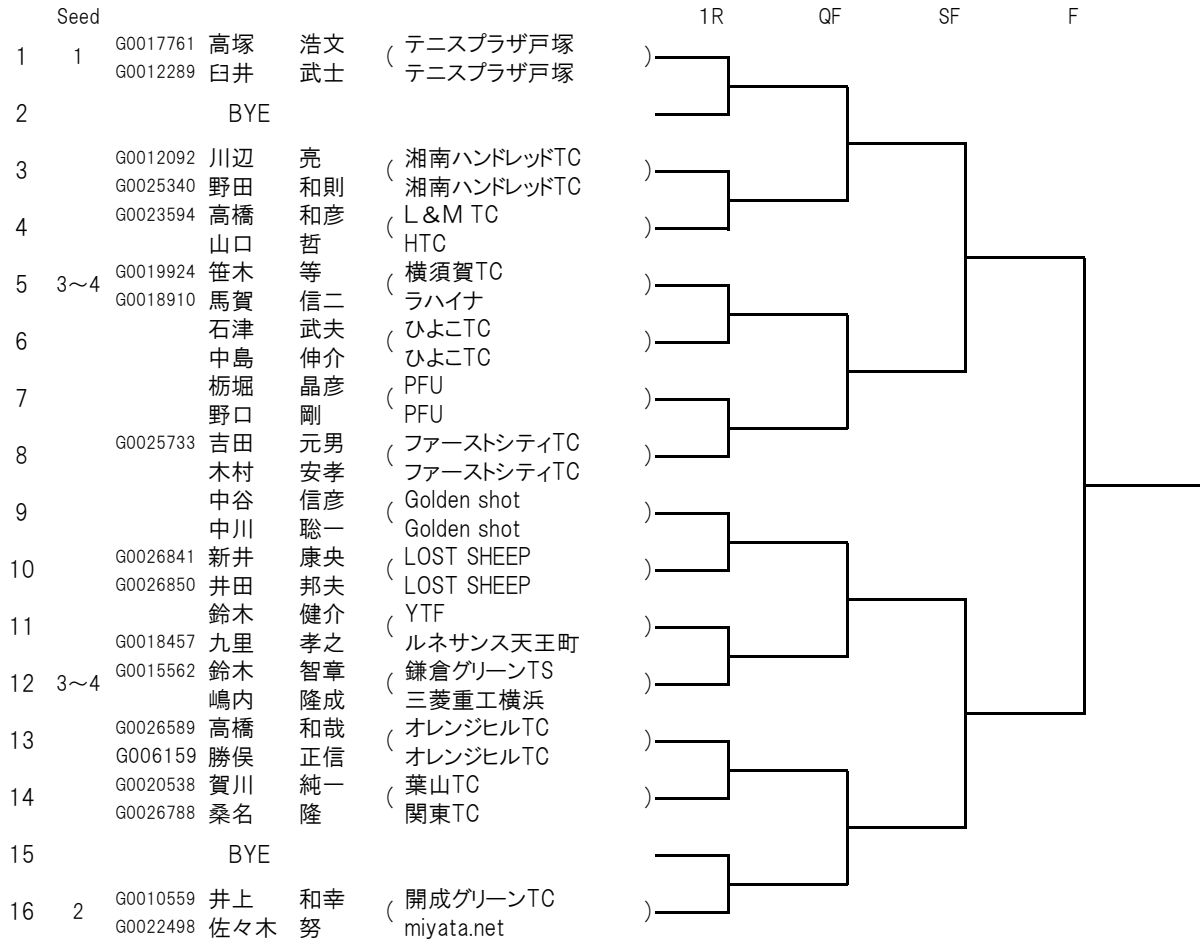 Seed 1R QF SF F
G0017761 高塚 浩文 テニスプラザ戸塚
1 1 ( )
G0012289 臼井 武士 テニスプラザ戸塚
2 BYE
G0012092 川辺 亮 湘南ハンドレッドTC
3 ( )
G0025340 野田 和則 湘南ハンドレッドTC
G0023594 高橋 和彦 L&M TC
4 ( )
山口 哲 HTC
G0019924 笹木 等 横須賀TC
5 3～4 ( )
G0018910 馬賀 信二 ラハイナ
石津 武夫 ひよこTC
6 ( )
中島 伸介 ひよこTC
栃堀 晶彦 PFU
7 ( )
野口 剛 PFU
G0025733 吉田 元男 ファーストシティTC
8 ( )
木村 安孝 ファーストシティTC
中谷 信彦 Golden shot
9 ( )
中川 聡一 Golden shot
G0026841 新井 康央 LOST SHEEP
10 ( )
G0026850 井田 邦夫 LOST SHEEP
鈴木 健介 YTF
11 ( )
G0018457 九里 孝之 ルネサンス天王町
G0015562 鈴木 智章 鎌倉グリーンTS
12 3～4 ( )
嶋内 隆成 三菱重工横浜
G0026589 高橋 和哉 オレンジヒルTC
13 ( )
G006159 勝俣 正信 オレンジヒルTC
G0020538 賀川 純一 葉山TC
14 ( )
G0026788 桑名 隆 関東TC
15 BYE
G0010559 井上 和幸 開成グリーンTC
16 2 ( )
G0022498 佐々木 努 miyata.net